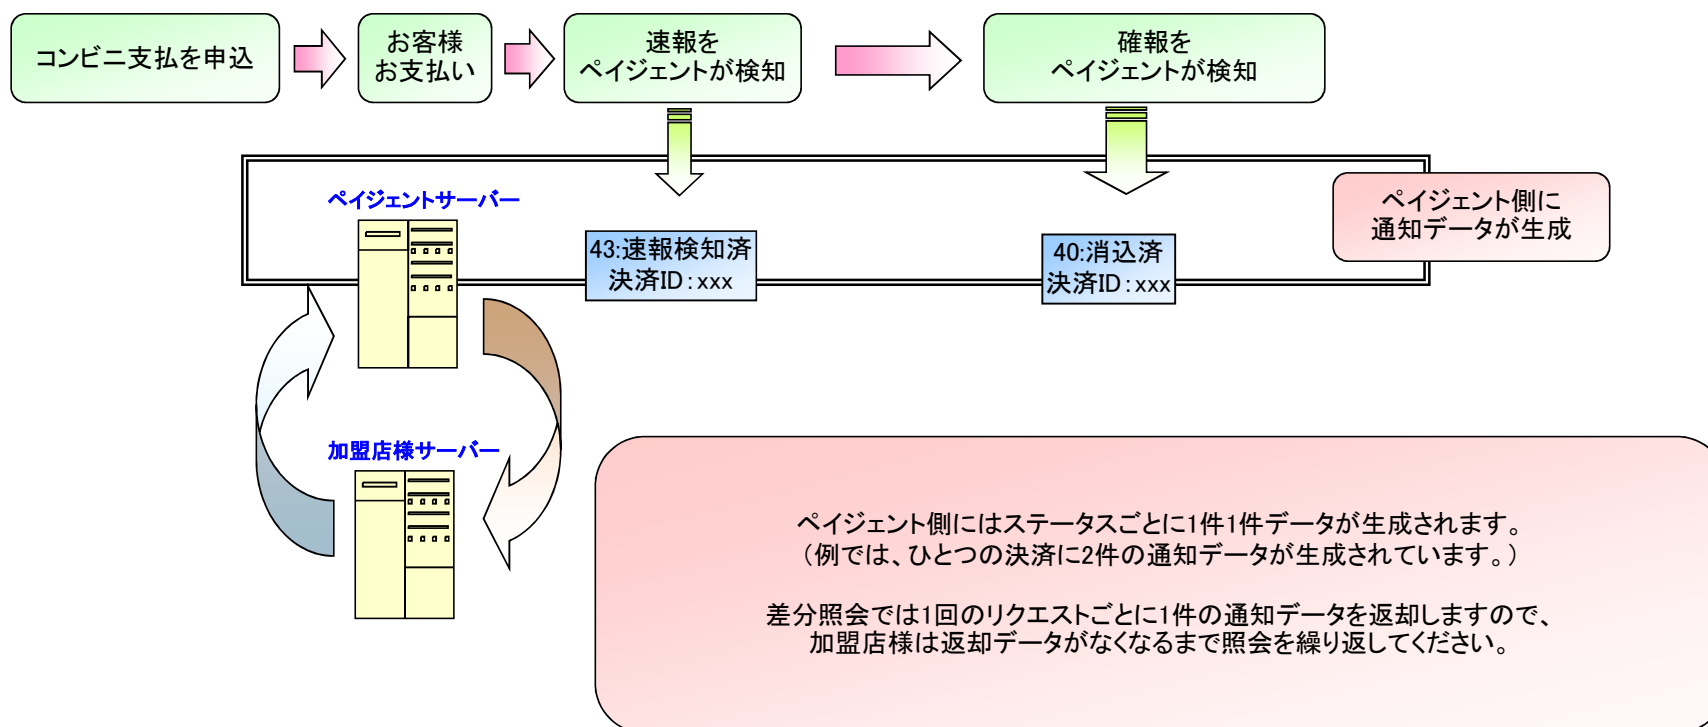 コンビニ支払を申込
お客様
お支払い
速報を
ペイジェントが検知
確報を
ペイジェントが検知
ペイジェント側に
通知データが生成
ペイジェントサーバー
43:速報検知済
決済ID：xxx
40:消込済
決済ID：xxx
加盟店様サーバー
ペイジェント側にはステータスごとに1件1件データが生成されます。
（例では、ひとつの決済に2件の通知データが生成されています。）
差分照会では1回のリクエストごとに1件の通知データを返却しますので、
加盟店様は返却データがなくなるまで照会を繰り返してください。